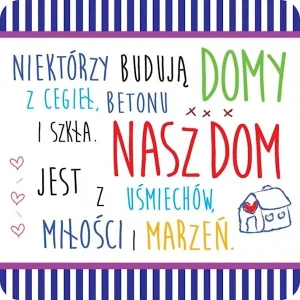 NIEKTÓRZY BUDUJĄ DOMY
Z CEGIEŁ, BETONU
I SZKŁA. NASZ DOM
JEST Z UŚMIECHÓW,
MIŁOŚCI I MARZEŃ.